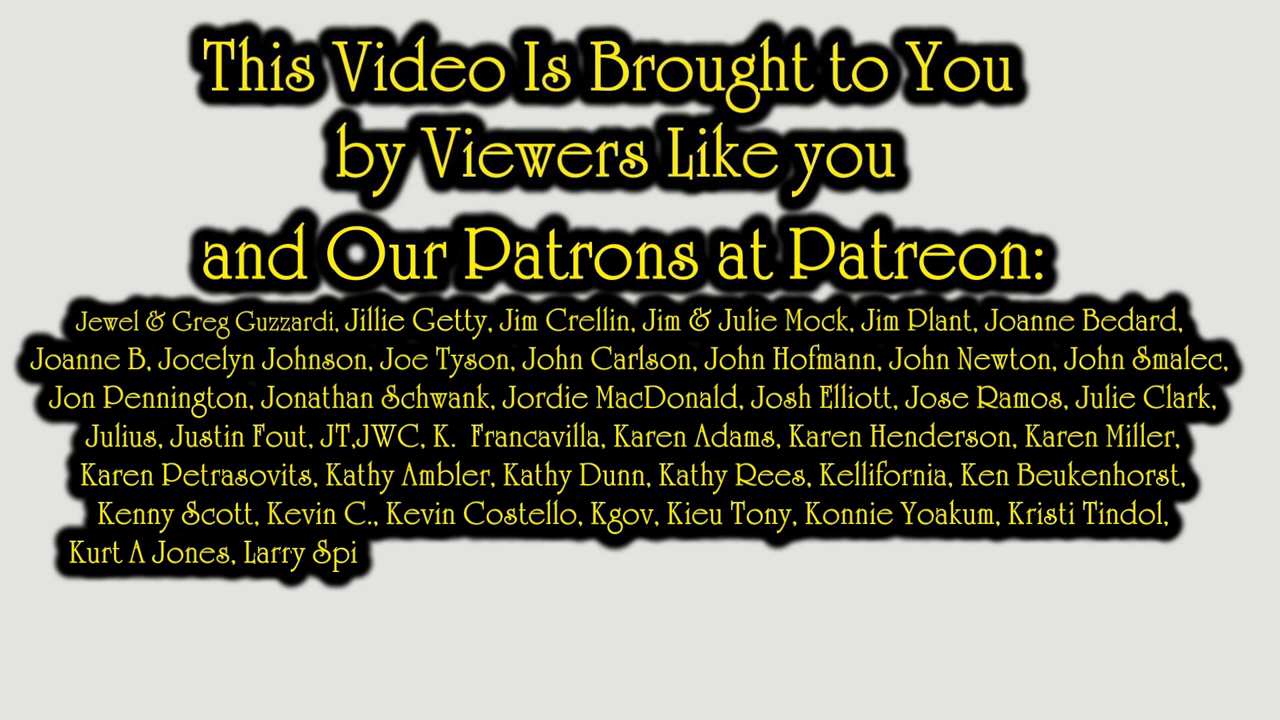 This Video Is Brought to You
by Viewers Like you
and Our Patrons at Patreon:
Jewel & Greg Guzzardi, Jillie Getty, Jim Crellin, Jim & Julie Mock, Jim Plant, Joanne Bedard,
Joanne B, Jocelyn Johnson, Joe Tyson, John Carlson, John Hofmann, John Newton, John Smalec,
Jon Pennington, Jonathan Schwank, Jordie MacDonald, Josh Elliott, Jose Ramos, Julie Clark,
Julius, Justin Fout, JT,JWC, K.  Francavilla, Karen Adams, Karen Henderson, Karen Miller,
Karen Petrasovits, Kathy Ambler, Kathy Dunn, Kathy Rees, Kellifornia, Ken Beukenhorst,
Kenny Scott, Kevin C., Kevin Costello, Kgov, Kieu Tony, Konnie Yoakum, Kristi Tindol,
Kurt A Jones, Larry Spi